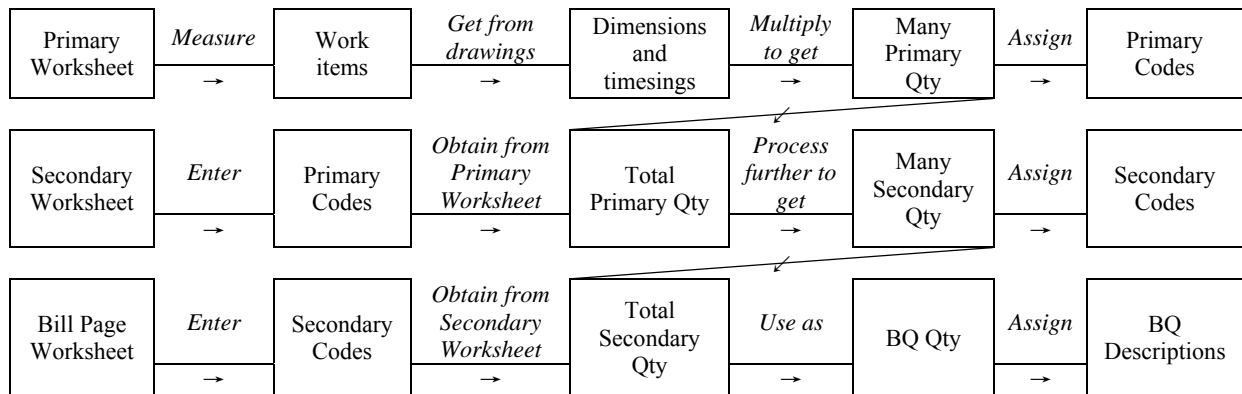 Primary Worksheet
Measure
→
Work items
Get from drawings
→
Dimensions and timesings
Multiply to get
→
Many Primary Qty
Assign
→
Primary Codes
Secondary Worksheet
Enter
→
Primary Codes
Obtain from Primary Worksheet
→
Total Primary Qty
Process further to get
→
Many Secondary Qty
Assign
→
Secondary Codes
Bill Page Worksheet
Enter
→
Secondary Codes
Obtain from Secondary Worksheet
→
Total Secondary Qty
Use as
→
BQ Qty
Assign
→
BQ Descriptions